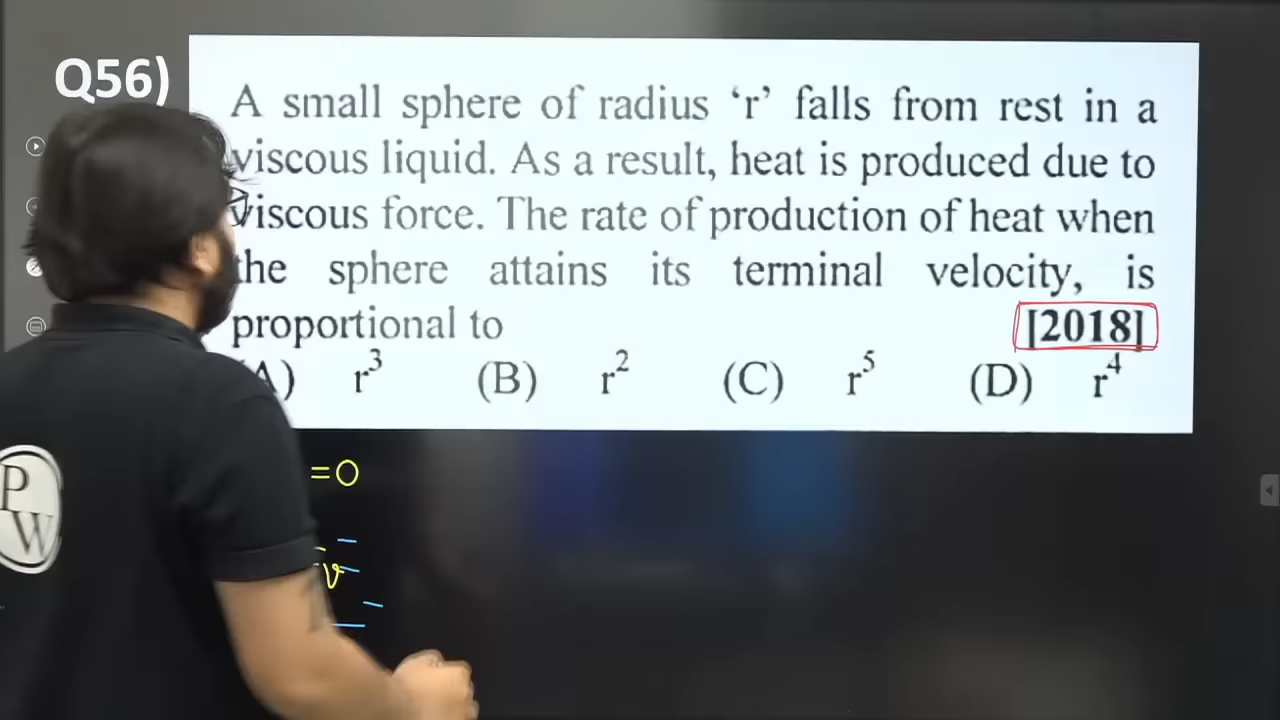 Q56)
A small sphere of radius ‘r’ falls from rest in a
viscous liquid. As a result, heat is produced due to
viscous force. The rate of production of heat when
the sphere attains its terminal velocity, is
proportional to [2018]
A) r³ (B) r² (C) r⁵ (D) r⁴
=0
v
P
W